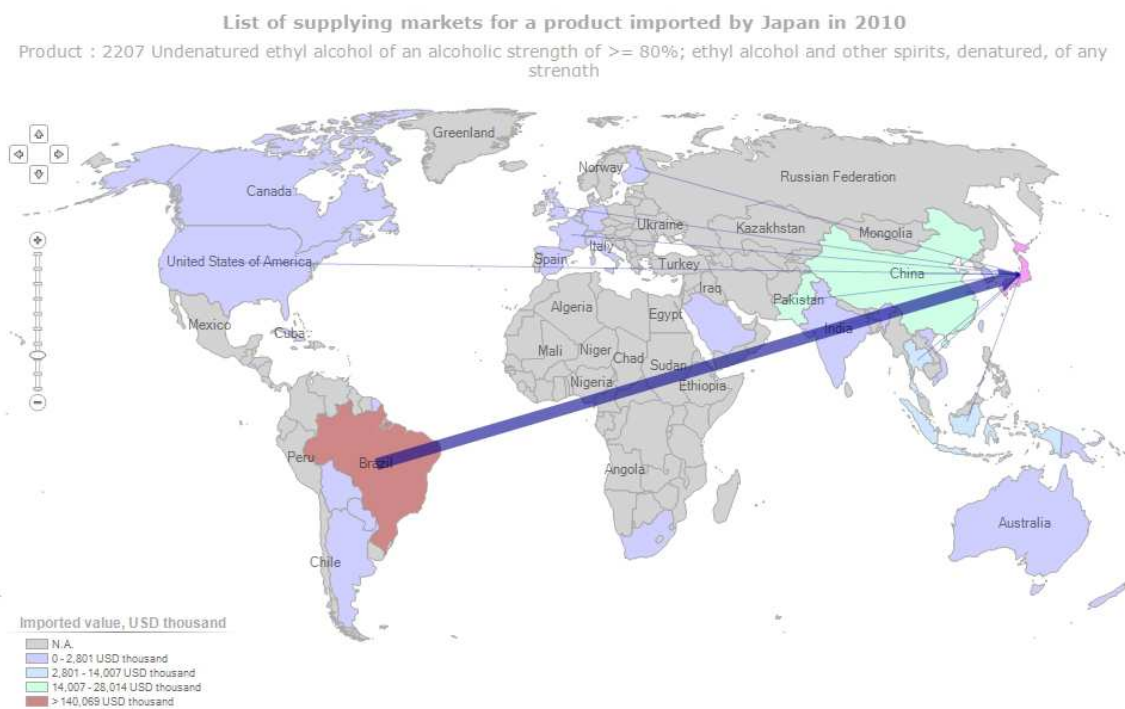 List of supplying markets for a product imported by Japan in 2010
Product : 2207 Undenatured ethyl alcohol of an alcoholic strength of >= 80%; ethyl alcohol and other spirits, denatured, of any
strength
Greenland
Norway
Russian Federation
Canada
Ukraine
Kazakhstan
Mongolia
Italy
Spain
United States of America
Turkey
China
Iraq
Pakistan
Algeria
Egypt
Mexico
Cuba
India
Mali
Niger
Chad
Sudan
Nigeria
Ethiopia
Peru
Brazil
Angola
Australia
Chile
Imported value, USD thousand
N.A.
0 - 2,801 USD thousand
2,801 - 14,007 USD thousand
14,007 - 28,014 USD thousand
> 140,069 USD thousand